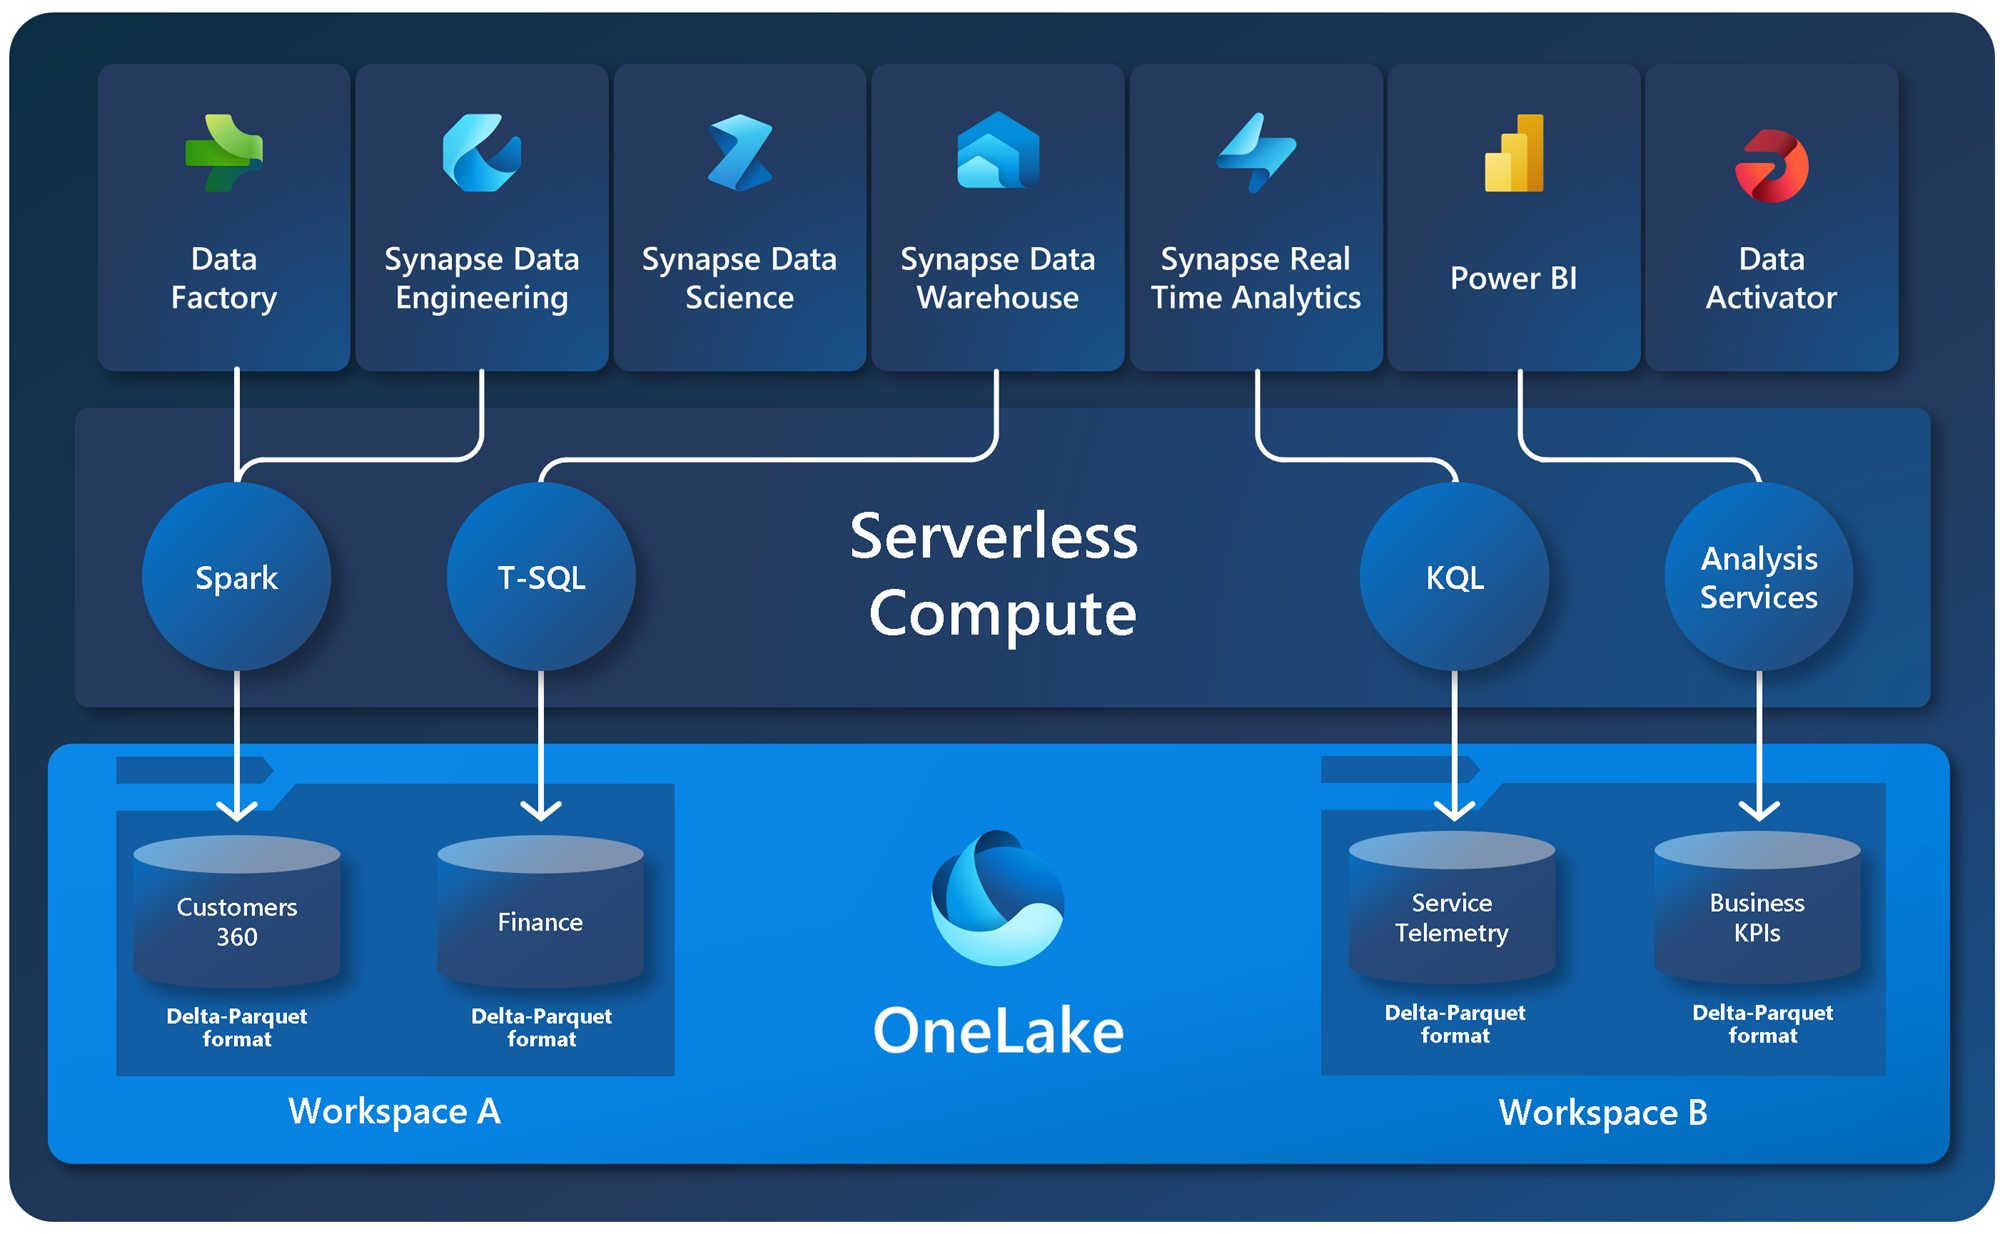 Data
Factory
Synapse Data
Engineering
Synapse Data
Science
Synapse Data
Warehouse
Synapse Real
Time Analytics
Power BI
Data
Activator
Spark
T-SQL
Serverless
Compute
KQL
Analysis
Services
Customers
360
Delta-Parquet
format
Finance
Delta-Parquet
format
Workspace A
OneLake
Service
Telemetry
Delta-Parquet
format
Business
KPIs
Delta-Parquet
format
Workspace B